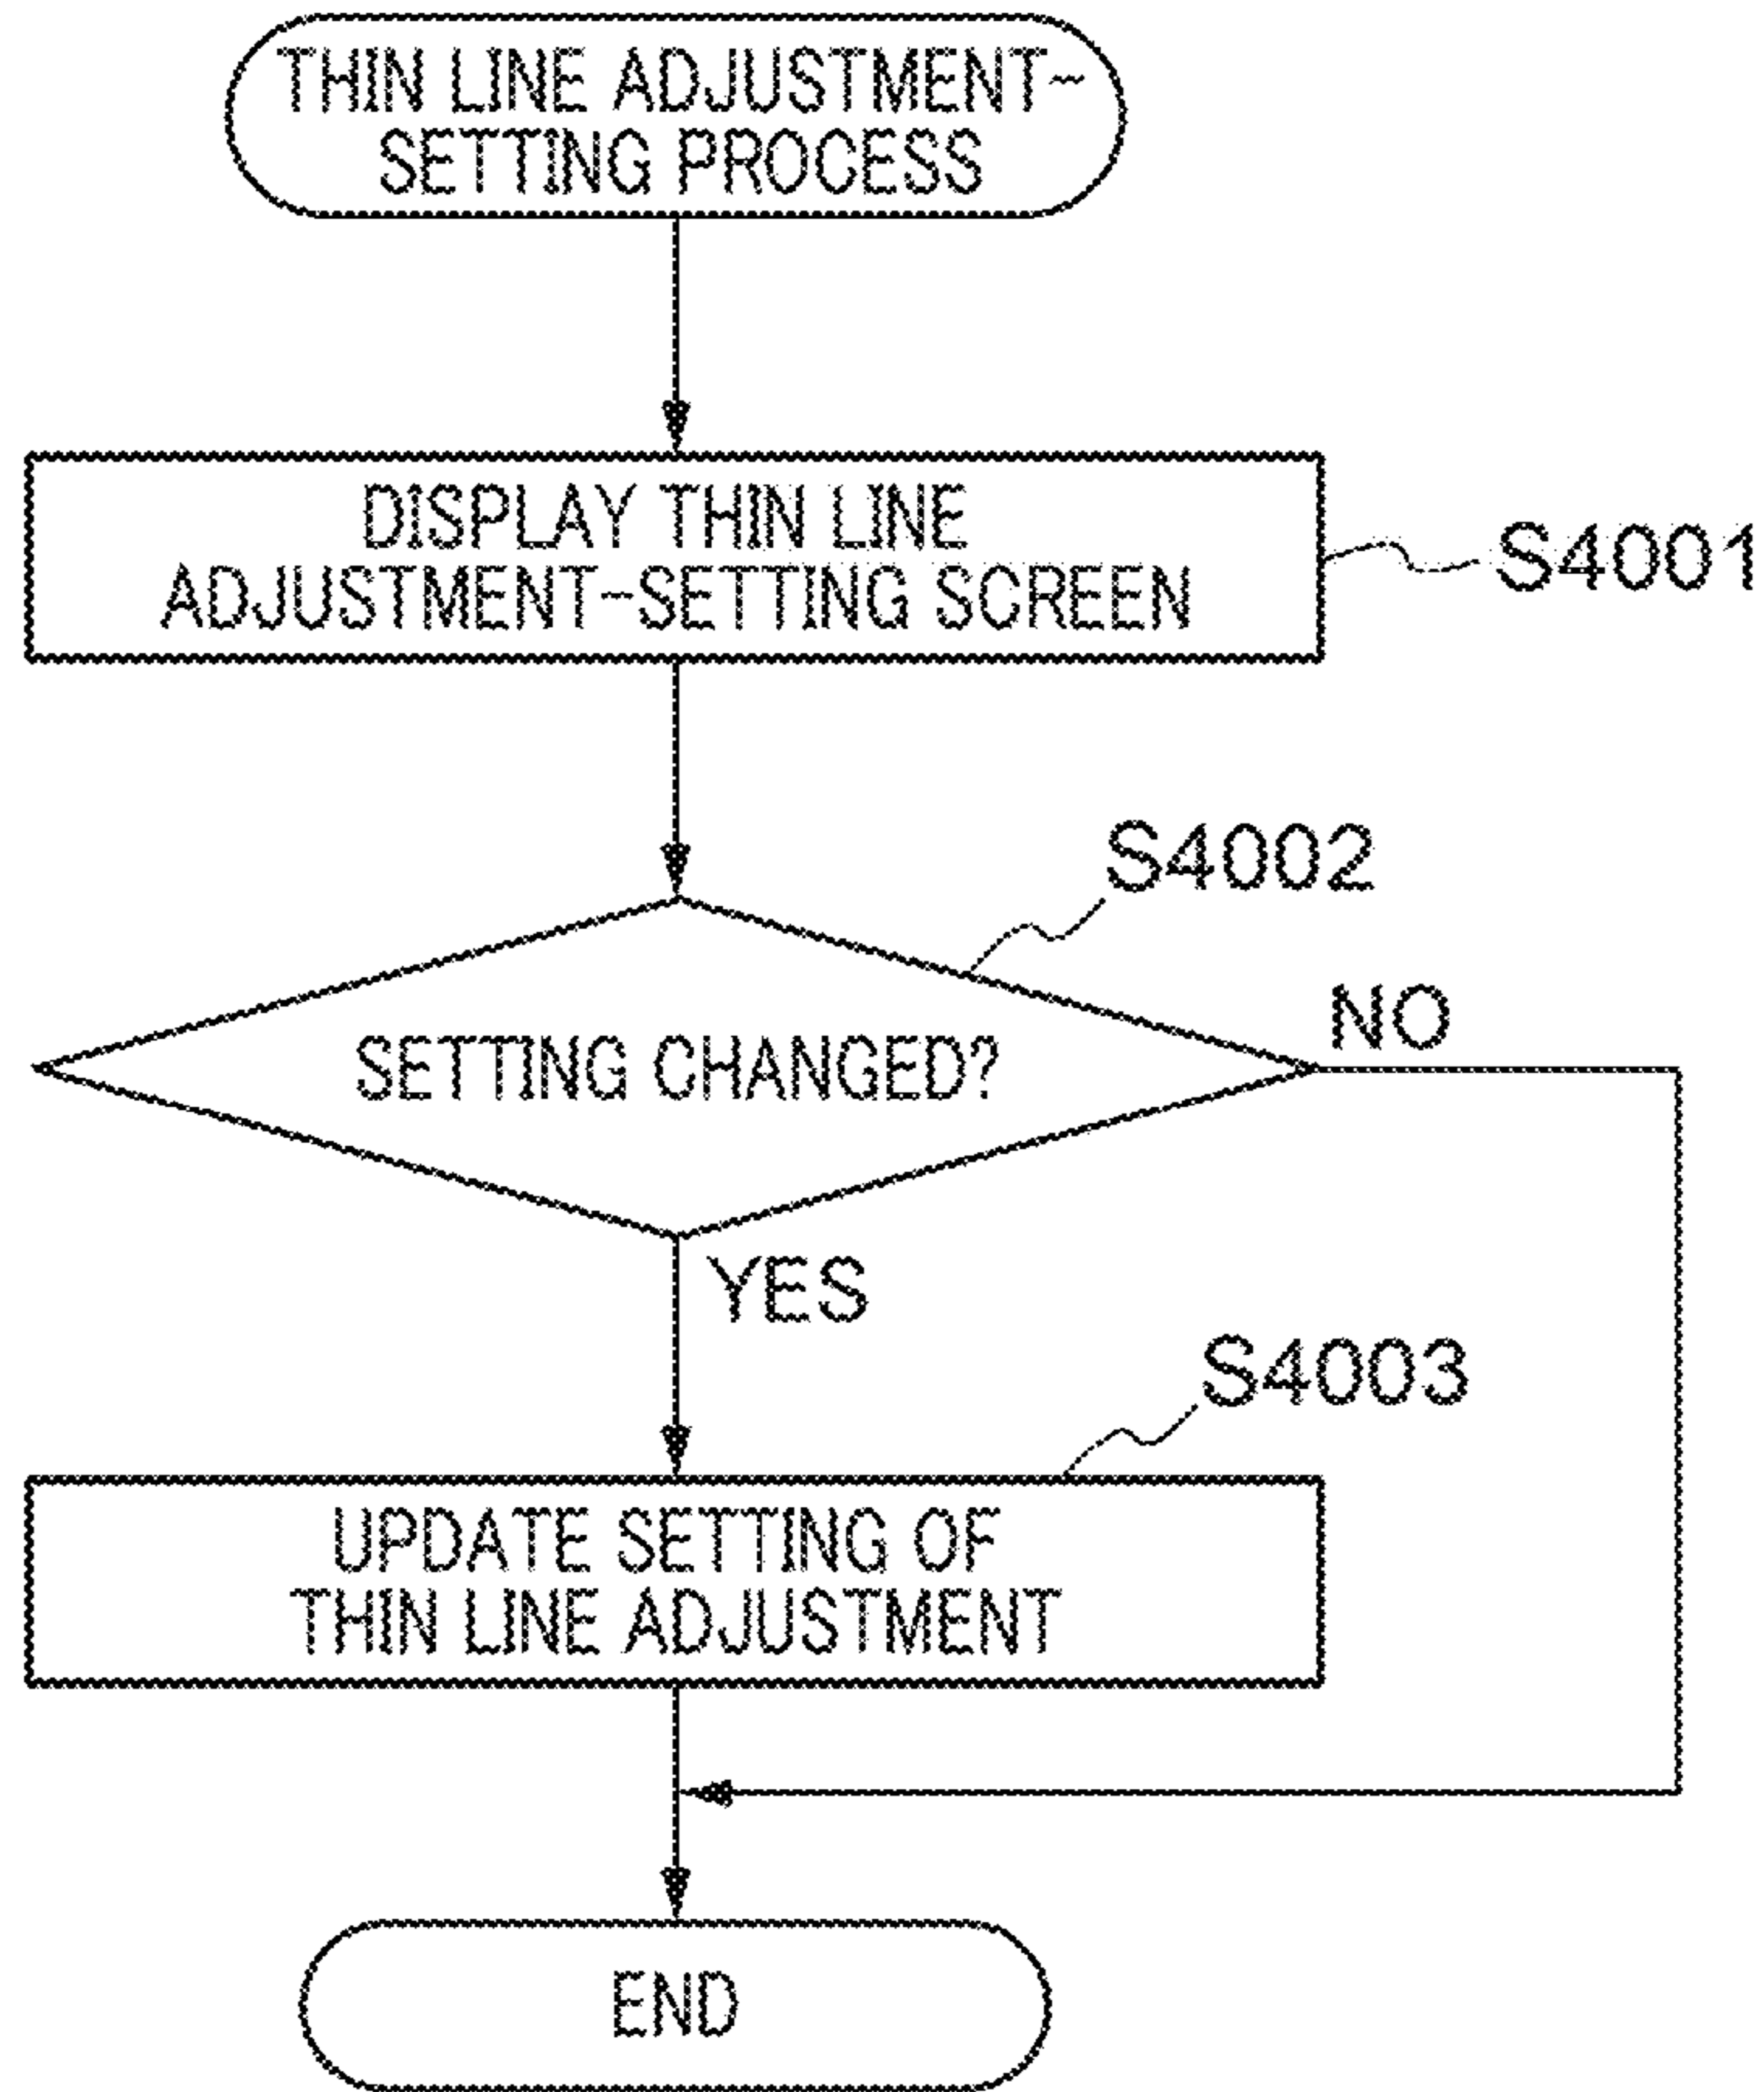 THIN LINE ADJUSTMENT-
SETTING PROCESS
DISPLAY THIN LINE
ADJUSTMENT-SETTING SCREEN
S4001
S4002
SETTING CHANGED?
NO
YES
S4003
UPDATE SETTING OF
THIN LINE ADJUSTMENT
END